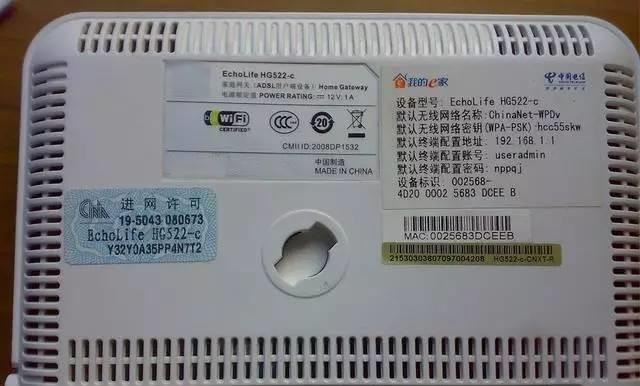 EchoLife HG522-c
家庭网关（ADSL用户端设备）Home Gateway
电源额定值 POWER RATING: ⎓ 12V; 1A
Wi Fi
CERTIFIED
CCC
20
CMII ID: 2008DP1532
中国制造
MADE IN CHINA
我的e家
中国电信
设备型号: EchoLife HG522-c
默认无线网络名称:ChinaNet-WPDv
默认无线网络密钥(WPA-PSK):hcc55skw
默认终端配置地址: 192.168.1.1
默认终端配置账号: useradmin
默认终端配置密码: nppqj
设备标识 002568-
4D20 0002 5683 DCEE B
MAC:0025683DCEEB
21530303807097004208 HG522-c-CNXT-R
进网许可
19-5043 080673
EchoLife HG522-c
Y32Y0A35PP4N7T2